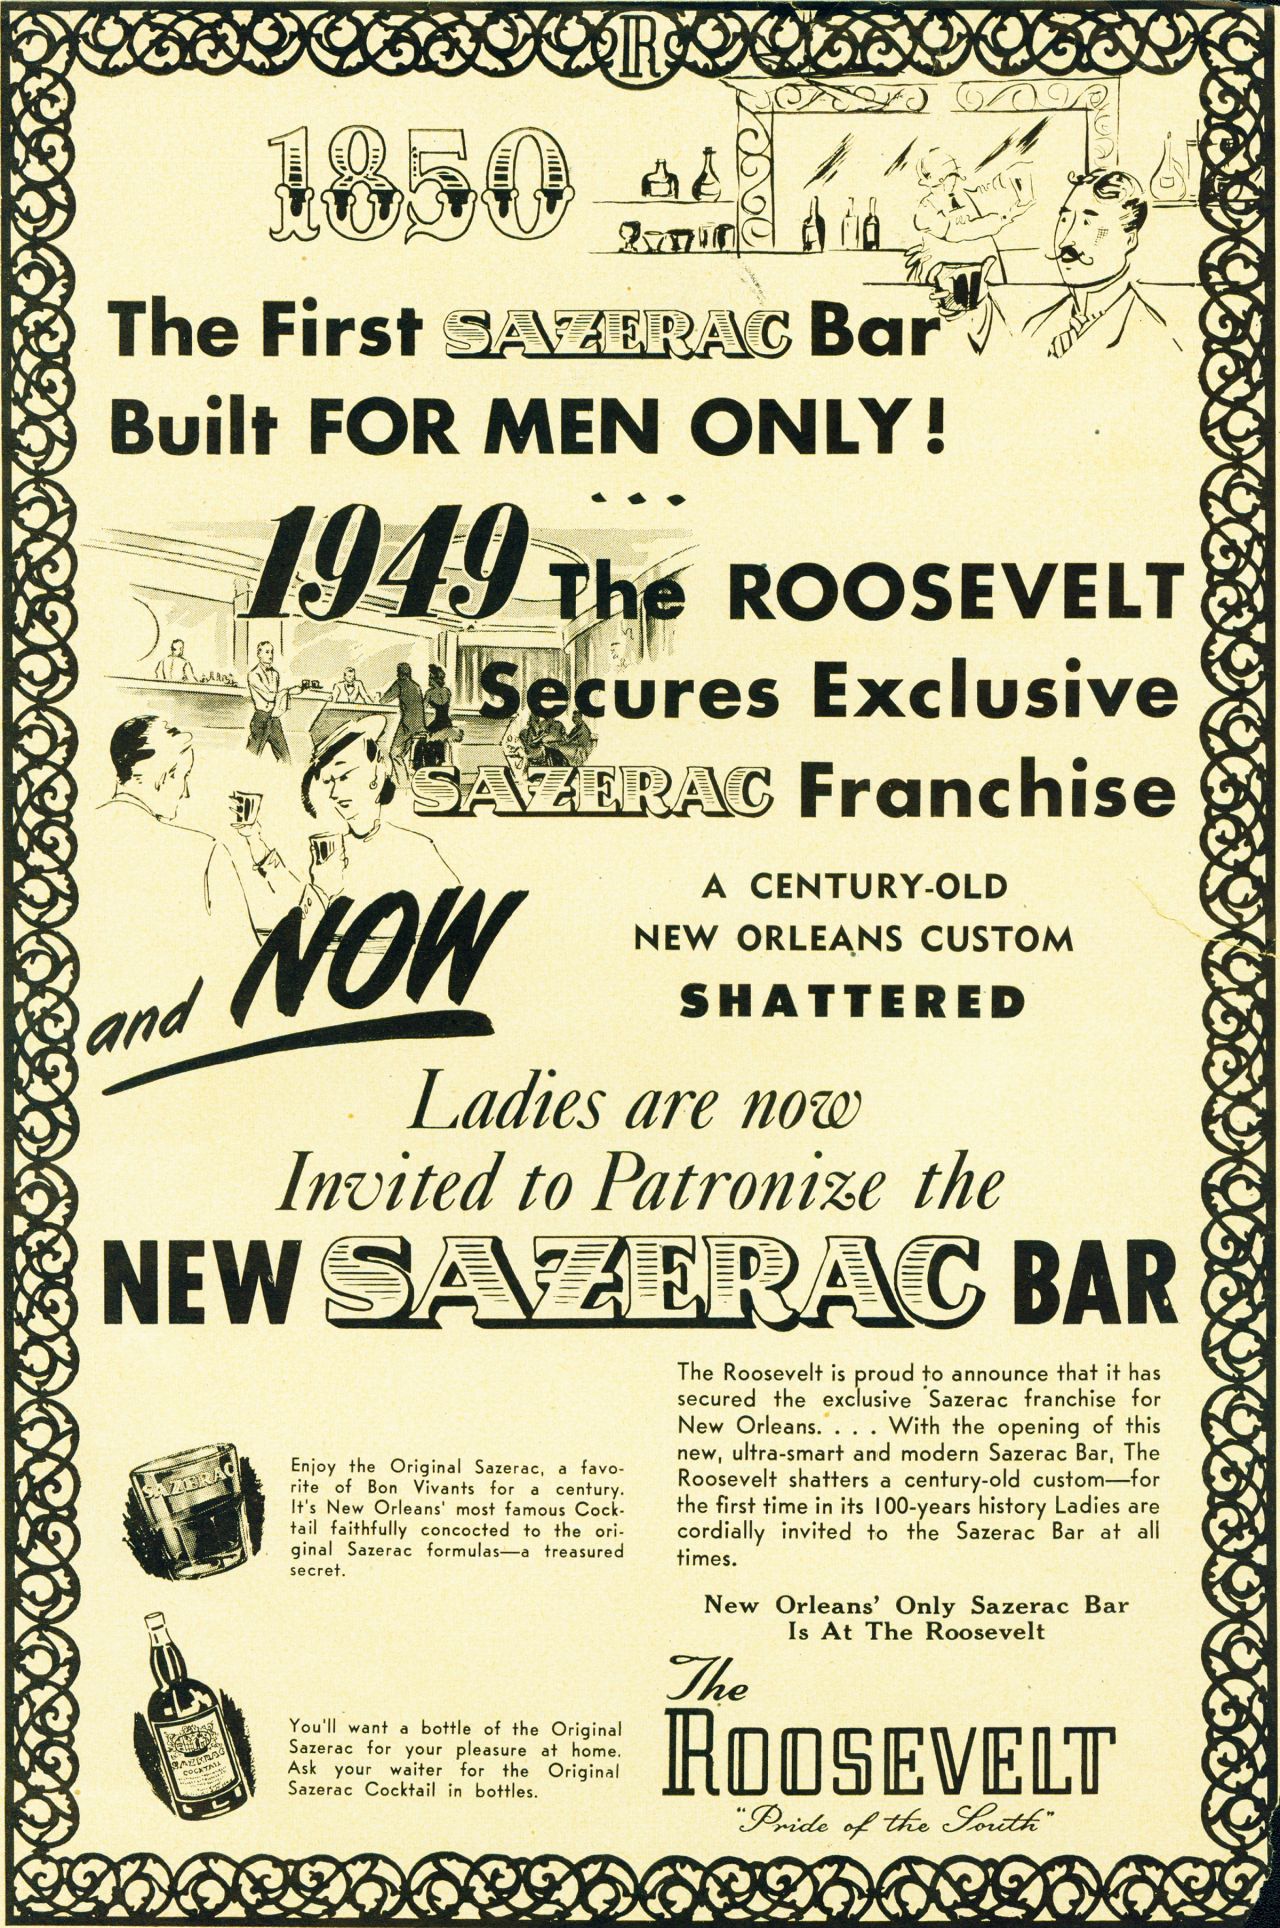 R
1850
The First SAZERAC Bar
Built FOR MEN ONLY!
...
1949 The ROOSEVELT
Secures Exclusive
SAZERAC Franchise
A CENTURY-OLD
NEW ORLEANS CUSTOM
SHATTERED
and NOW
Ladies are now
Invited to Patronize the
NEW SAZERAC BAR
The Roosevelt is proud to announce that it has
secured the exclusive Sazerac franchise for
New Orleans. . . . With the opening of this
new, ultra-smart and modern Sazerac Bar, The
Roosevelt shatters a century-old custom—for
the first time in its 100-years history Ladies are
cordially invited to the Sazerac Bar at all
times.
SAZERAC
Enjoy the Original Sazerac, a favo-
rite of Bon Vivants for a century.
It's New Orleans' most famous Cock-
tail faithfully concocted to the ori-
ginal Sazerac formulas—a treasured
secret.
New Orleans' Only Sazerac Bar
Is At The Roosevelt
SAZERAC
COCKTAIL
You'll want a bottle of the Original
Sazerac for your pleasure at home.
Ask your waiter for the Original
Sazerac Cocktail in bottles.
The
ROOSEVELT
"Pride of the South"